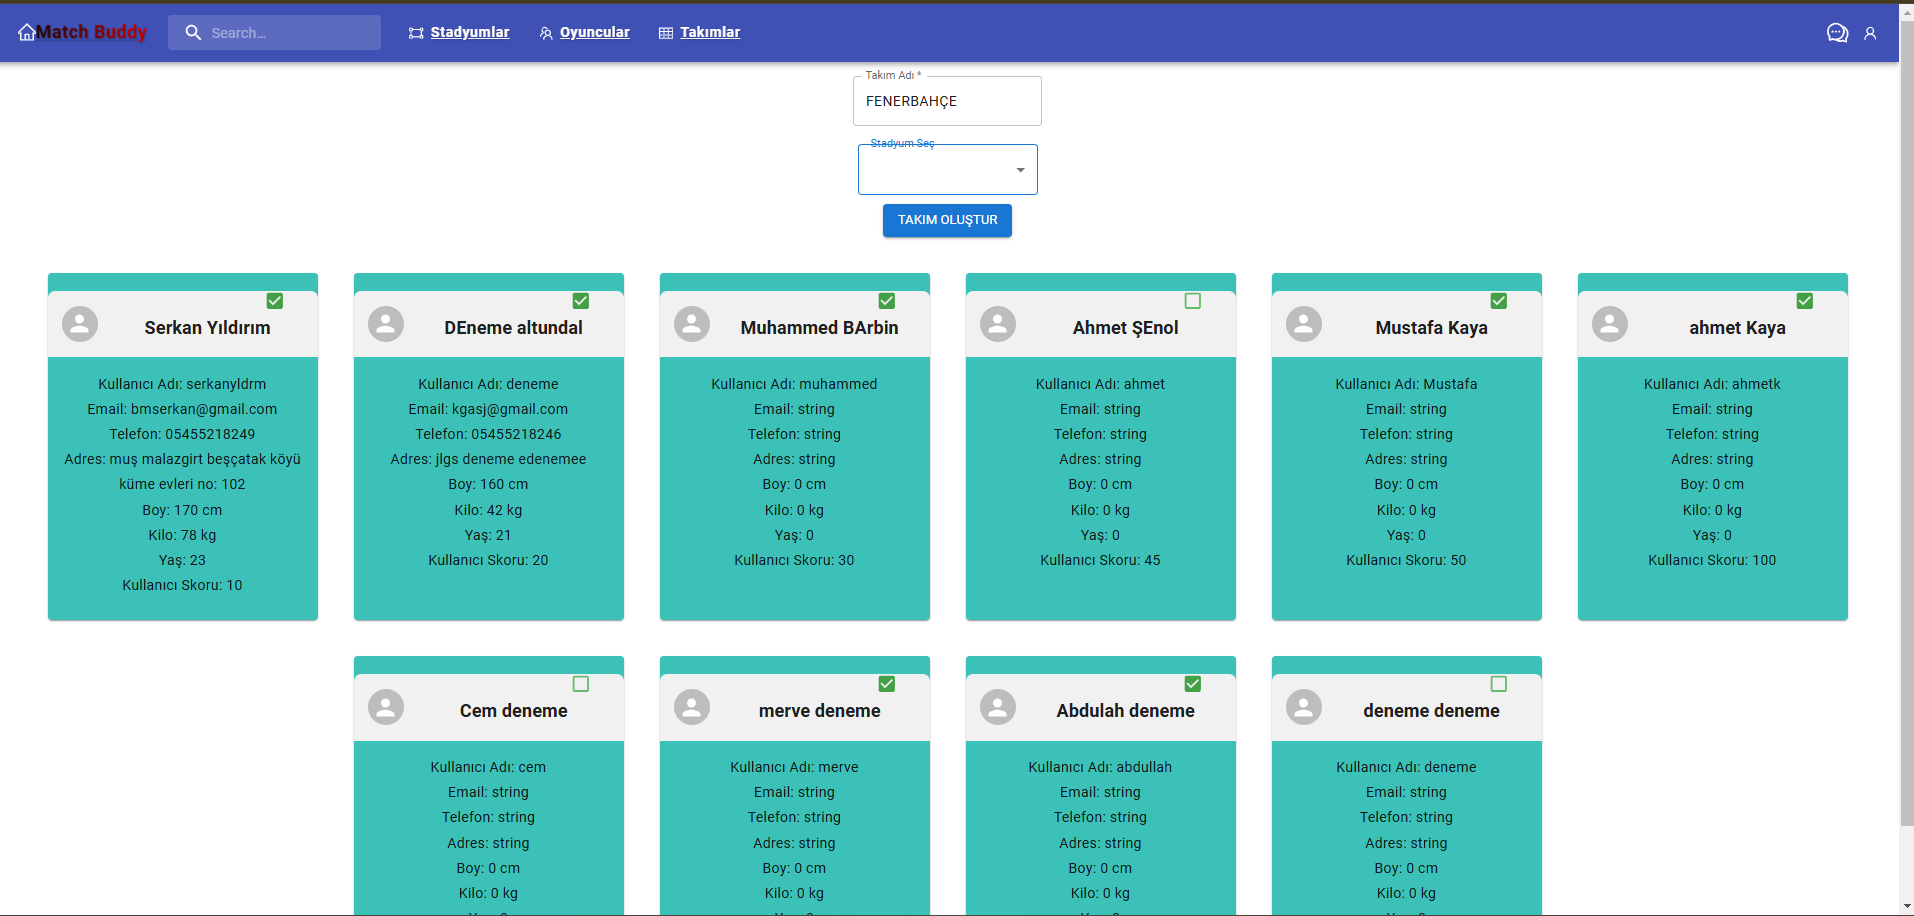 Match Buddy
Search...
Stadyumlar
Oyuncular
Takımlar
Takım Adı *
FENERBAHÇE
Stadyum Seç
TAKIM OLUŞTUR
Serkan Yıldırım
Kullanıcı Adı: serkanyldrm
Email: bmserkan@gmail.com
Telefon: 05455218249
Adres: muş malazgirt beşçatak köyü
küme evleri no: 102
Boy: 170 cm
Kilo: 78 kg
Yaş: 23
Kullanıcı Skoru: 10
DEneme altundal
Kullanıcı Adı: deneme
Email: kgasj@gmail.com
Telefon: 05455218246
Adres: jlgs deneme edenemee
Boy: 160 cm
Kilo: 42 kg
Yaş: 21
Kullanıcı Skoru: 20
Muhammed BArbin
Kullanıcı Adı: muhammed
Email: string
Telefon: string
Adres: string
Boy: 0 cm
Kilo: 0 kg
Yaş: 0
Kullanıcı Skoru: 30
Ahmet ŞEnol
Kullanıcı Adı: ahmet
Email: string
Telefon: string
Adres: string
Boy: 0 cm
Kilo: 0 kg
Yaş: 0
Kullanıcı Skoru: 45
Mustafa Kaya
Kullanıcı Adı: Mustafa
Email: string
Telefon: string
Adres: string
Boy: 0 cm
Kilo: 0 kg
Yaş: 0
Kullanıcı Skoru: 50
ahmet Kaya
Kullanıcı Adı: ahmetk
Email: string
Telefon: string
Adres: string
Boy: 0 cm
Kilo: 0 kg
Yaş: 0
Kullanıcı Skoru: 100
Cem deneme
Kullanıcı Adı: cem
Email: string
Telefon: string
Adres: string
Boy: 0 cm
Kilo: 0 kg
merve deneme
Kullanıcı Adı: merve
Email: string
Telefon: string
Adres: string
Boy: 0 cm
Kilo: 0 kg
Abdulah deneme
Kullanıcı Adı: abdullah
Email: string
Telefon: string
Adres: string
Boy: 0 cm
Kilo: 0 kg
deneme deneme
Kullanıcı Adı: deneme
Email: string
Telefon: string
Adres: string
Boy: 0 cm
Kilo: 0 kg